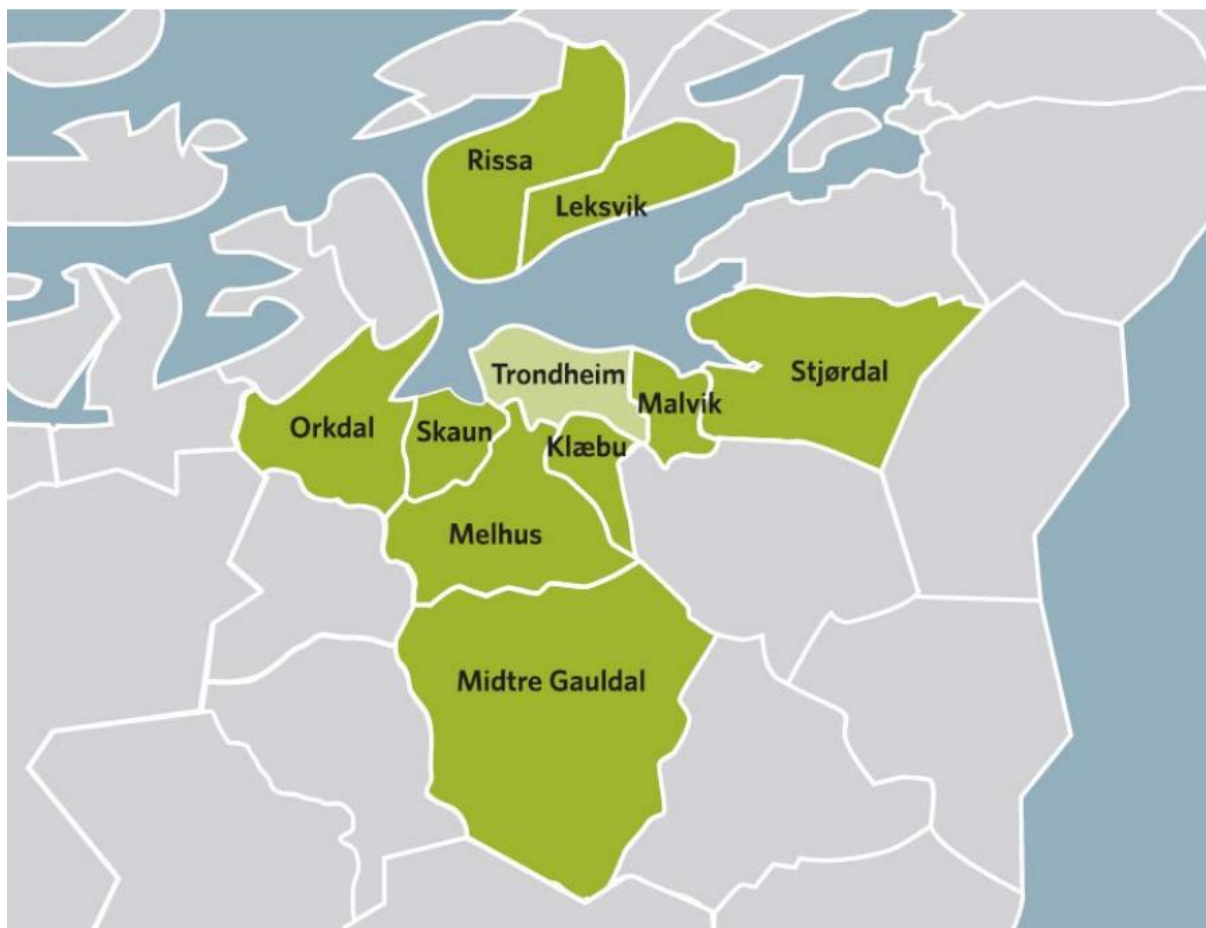 Rissa
Leksvik
Trondheim
Stjørdal
Malvik
Orkdal
Skaun
Klæbu
Melhus
Midtre Gauldal